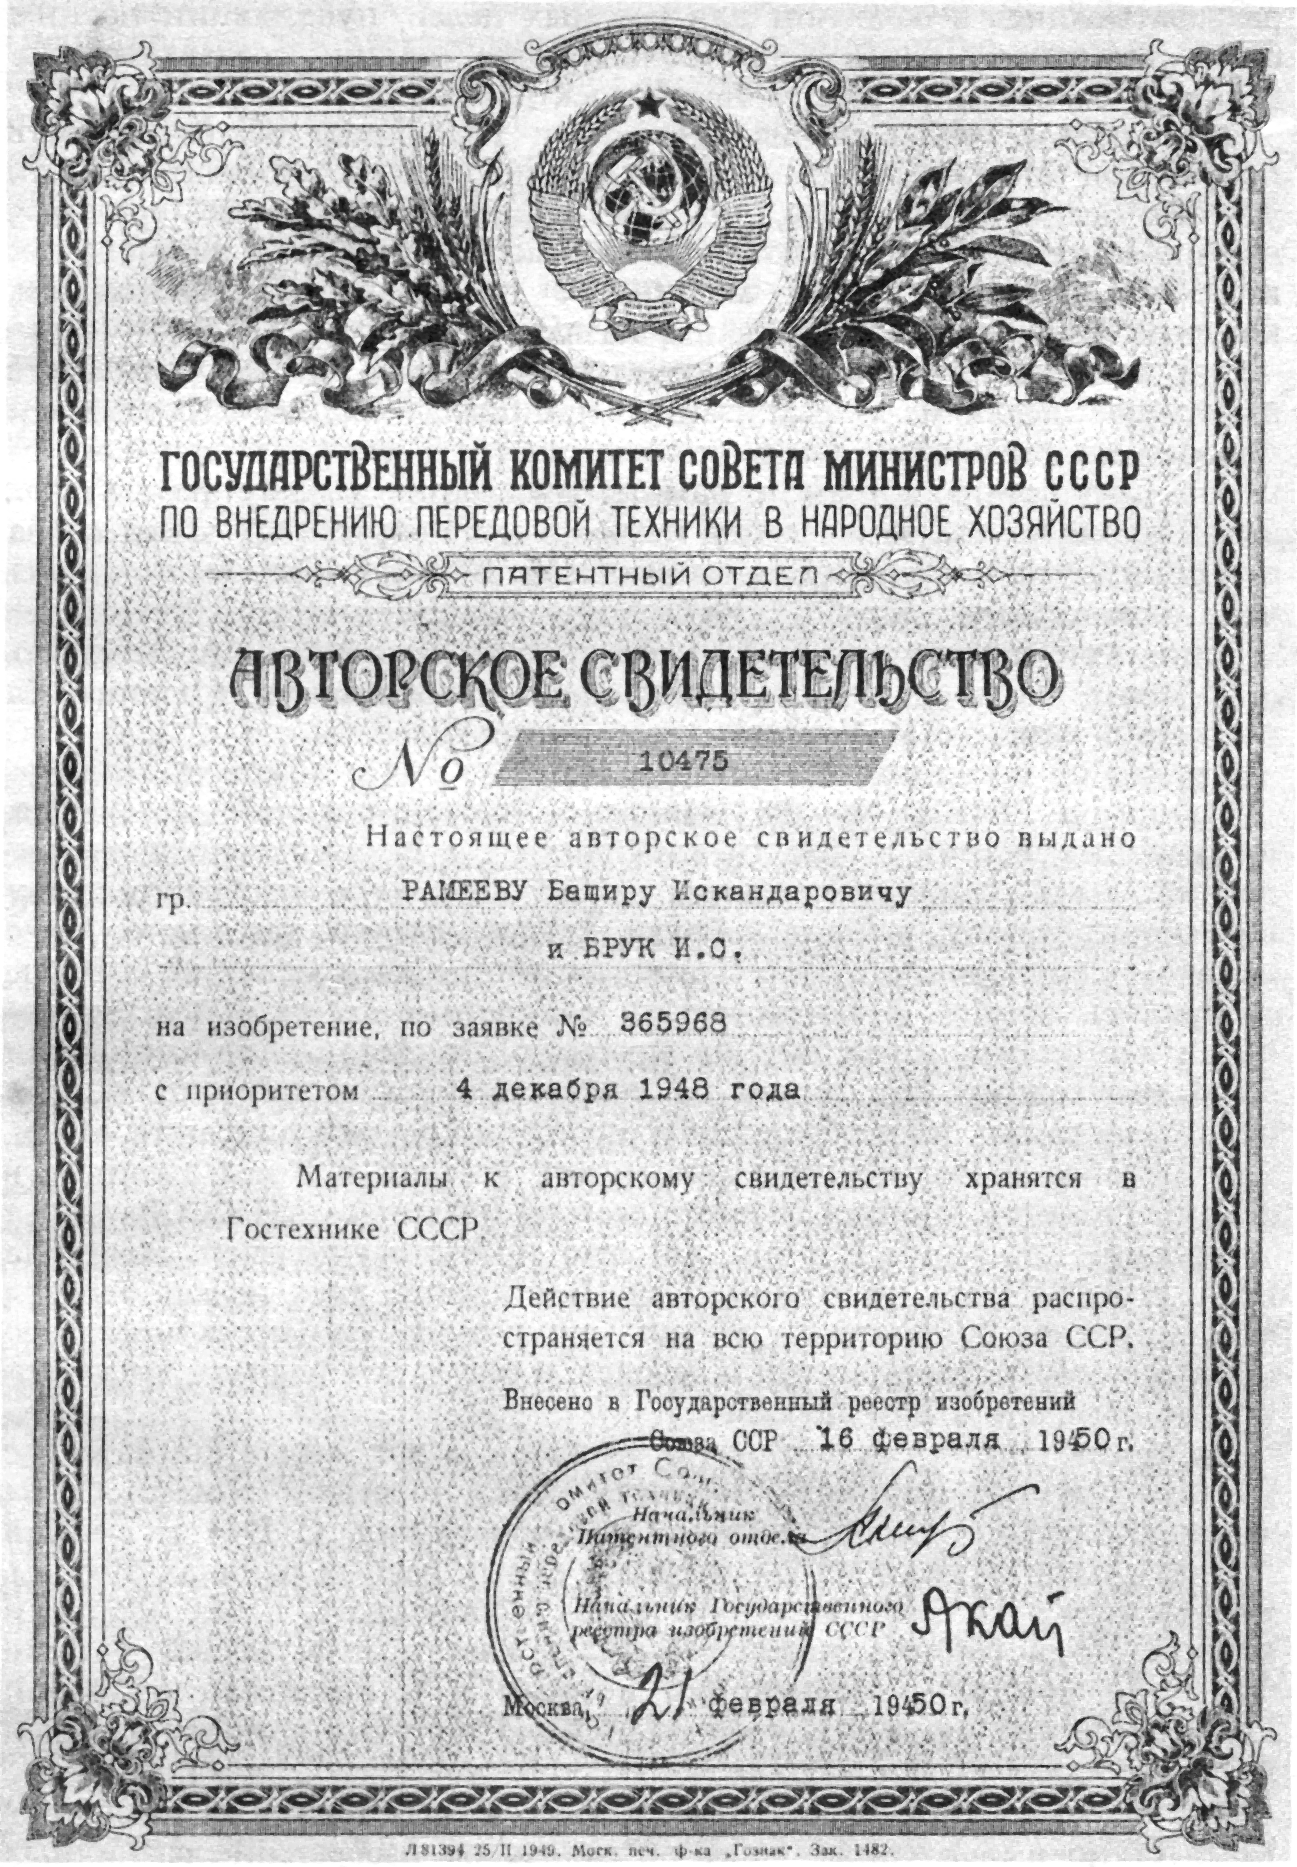 ГОСУДАРСТВЕННЫЙ КОМИТЕТ СОВЕТА МИНИСТРОВ СССР
ПО ВНЕДРЕНИЮ ПЕРЕДОВОЙ ТЕХНИКИ В НАРОДНОЕ ХОЗЯЙСТВО
ПАТЕНТНЫЙ ОТДЕЛ
АВТОРСКОЕ СВИДЕТЕЛЬСТВО
№ 10475
Настоящее авторское свидетельство выдано
гр. РАМЕЕВУ Баширу Искандаровичу
и БРУК И.С.
на изобретение, по заявке № 365968
с приоритетом 4 декабря 1948 года
Материалы к авторскому свидетельству хранятся в
Гостехнике СССР
Действие авторского свидетельства распро-
страняется на всю территорию Союза ССР.
Внесено в Государственный реестр изобретений
Союза ССР 16 февраля 1950 г.
Начальник
Патентного отдела
Начальник Государственного
реестра изобретений СССР
Москва, 21 февраля 1950 г.
Л 81394 25/II 1949. Моск. печ. ф-ка „Гознак". Зак. 1482.